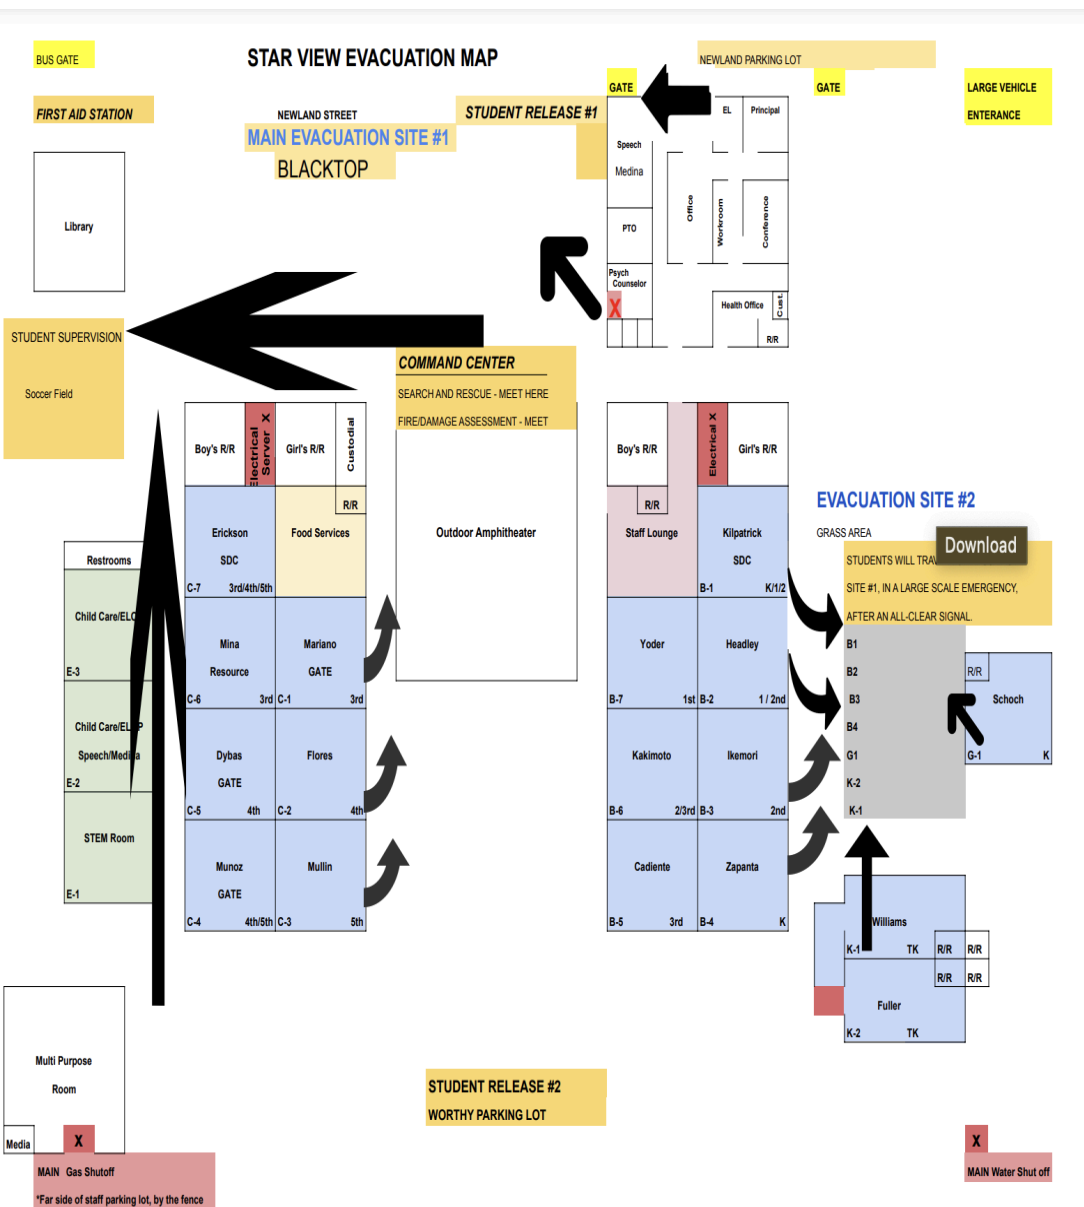 BUS GATE
STAR VIEW EVACUATION MAP
NEWLAND PARKING LOT
GATE
GATE
LARGE VEHICLE
ENTERANCE
FIRST AID STATION
NEWLAND STREET
STUDENT RELEASE #1
EL
Principal
MAIN EVACUATION SITE #1
BLACKTOP
Speech
Medina
Library
PTO
Office
Workroom
Conference
Psych
Counselor
X
Health Office
Cust.
R/R
STUDENT SUPERVISION
Soccer Field
COMMAND CENTER
SEARCH AND RESCUE - MEET HERE
FIRE/DAMAGE ASSESSMENT - MEET
Boy's R/R
Electrical X
Server
Girl's R/R
Custodial
R/R
Boy's R/R
R/R
Electrical X
Girl's R/R
Erickson
SDC
C-7 3rd/4th/5th
Food Services
Outdoor Amphitheater
Staff Lounge
Kilpatrick
SDC
B-1 K/1/2
EVACUATION SITE #2
GRASS AREA
Download
STUDENTS WILL
SITE #1, IN A LARGE SCALE EMERGENCY,
AFTER AN ALL-CLEAR SIGNAL.
Restrooms
Child Care/
E-3
Mina
Resource
C-6 3rd
Mariano
GATE
C-1 3rd
Yoder
B-7 1st
Headley
B-2 1 / 2nd
B1
B2
B3
B4
G1
K-2
K-1
R/R
Schoch
G-1 K
Child Care/
Speech/Medina
E-2
Dybas
GATE
C-5 4th
Flores
C-2 4th
Kakimoto
B-6 2/3rd
Ikemori
B-3 2nd
STEM Room
E-1
Munoz
GATE
C-4 4th/5th
Mullin
C-3 5th
Cadiente
B-5 3rd
Zapanta
B-4 K
Williams
K-1 TK R/R R/R
R/R R/R
Fuller
K-2 TK
Multi Purpose
Room
Media
X
MAIN Gas Shutoff
*Far side of staff parking lot, by the fence
STUDENT RELEASE #2
WORTHY PARKING LOT
X
MAIN Water Shut off